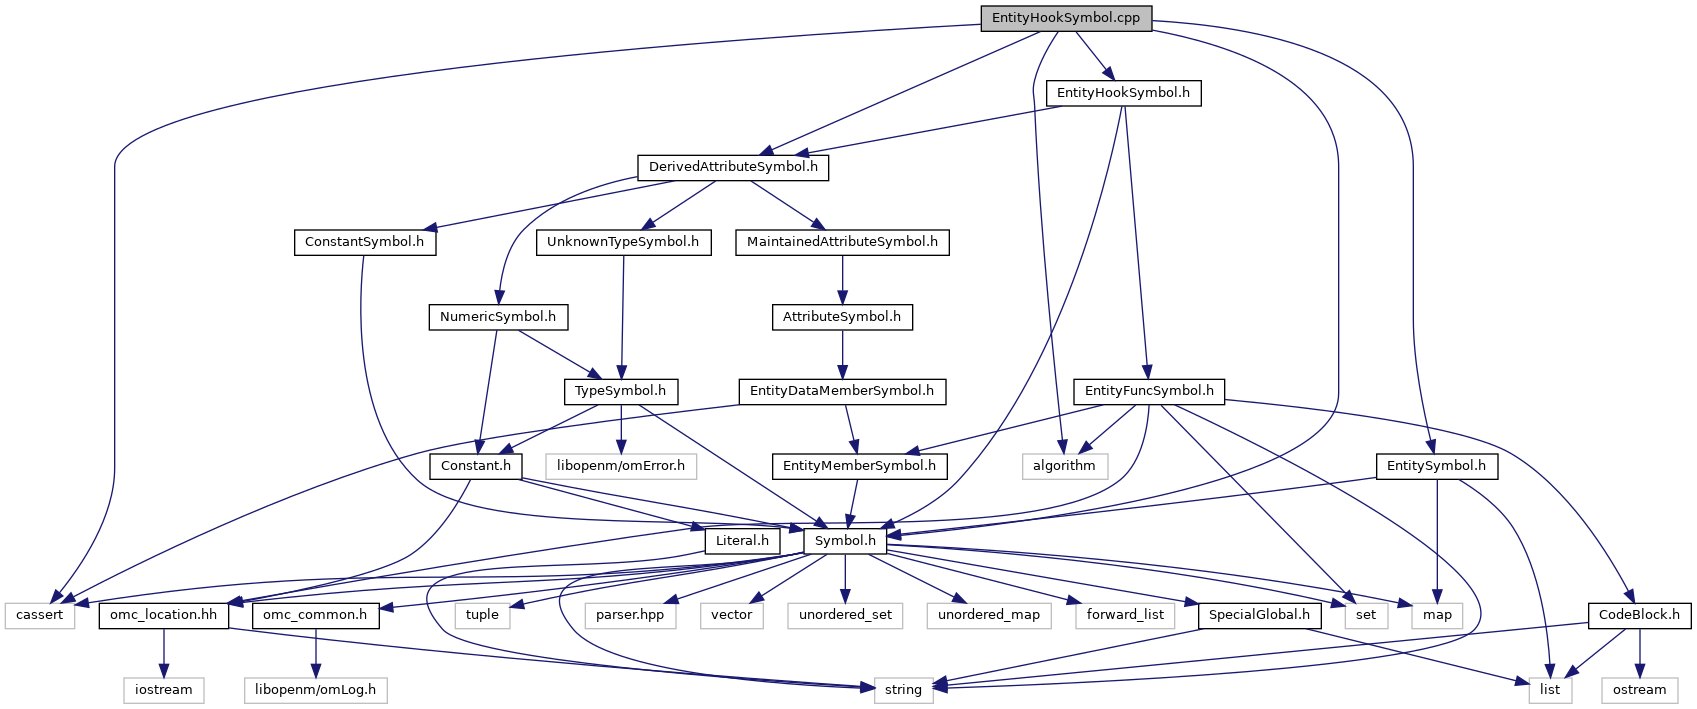 EntityHookSymbol.cpp
EntityHookSymbol.h
DerivedAttributeSymbol.h
ConstantSymbol.h
UnknownTypeSymbol.h
MaintainedAttributeSymbol.h
NumericSymbol.h
AttributeSymbol.h
TypeSymbol.h
EntityDataMemberSymbol.h
EntityFuncSymbol.h
Constant.h
libopenm/omError.h
EntityMemberSymbol.h
algorithm
EntitySymbol.h
Literal.h
Symbol.h
cassert
omc_location.hh
omc_common.h
tuple
parser.hpp
vector
unordered_set
unordered_map
forward_list
SpecialGlobal.h
set
map
CodeBlock.h
iostream
libopenm/omLog.h
string
list
ostream